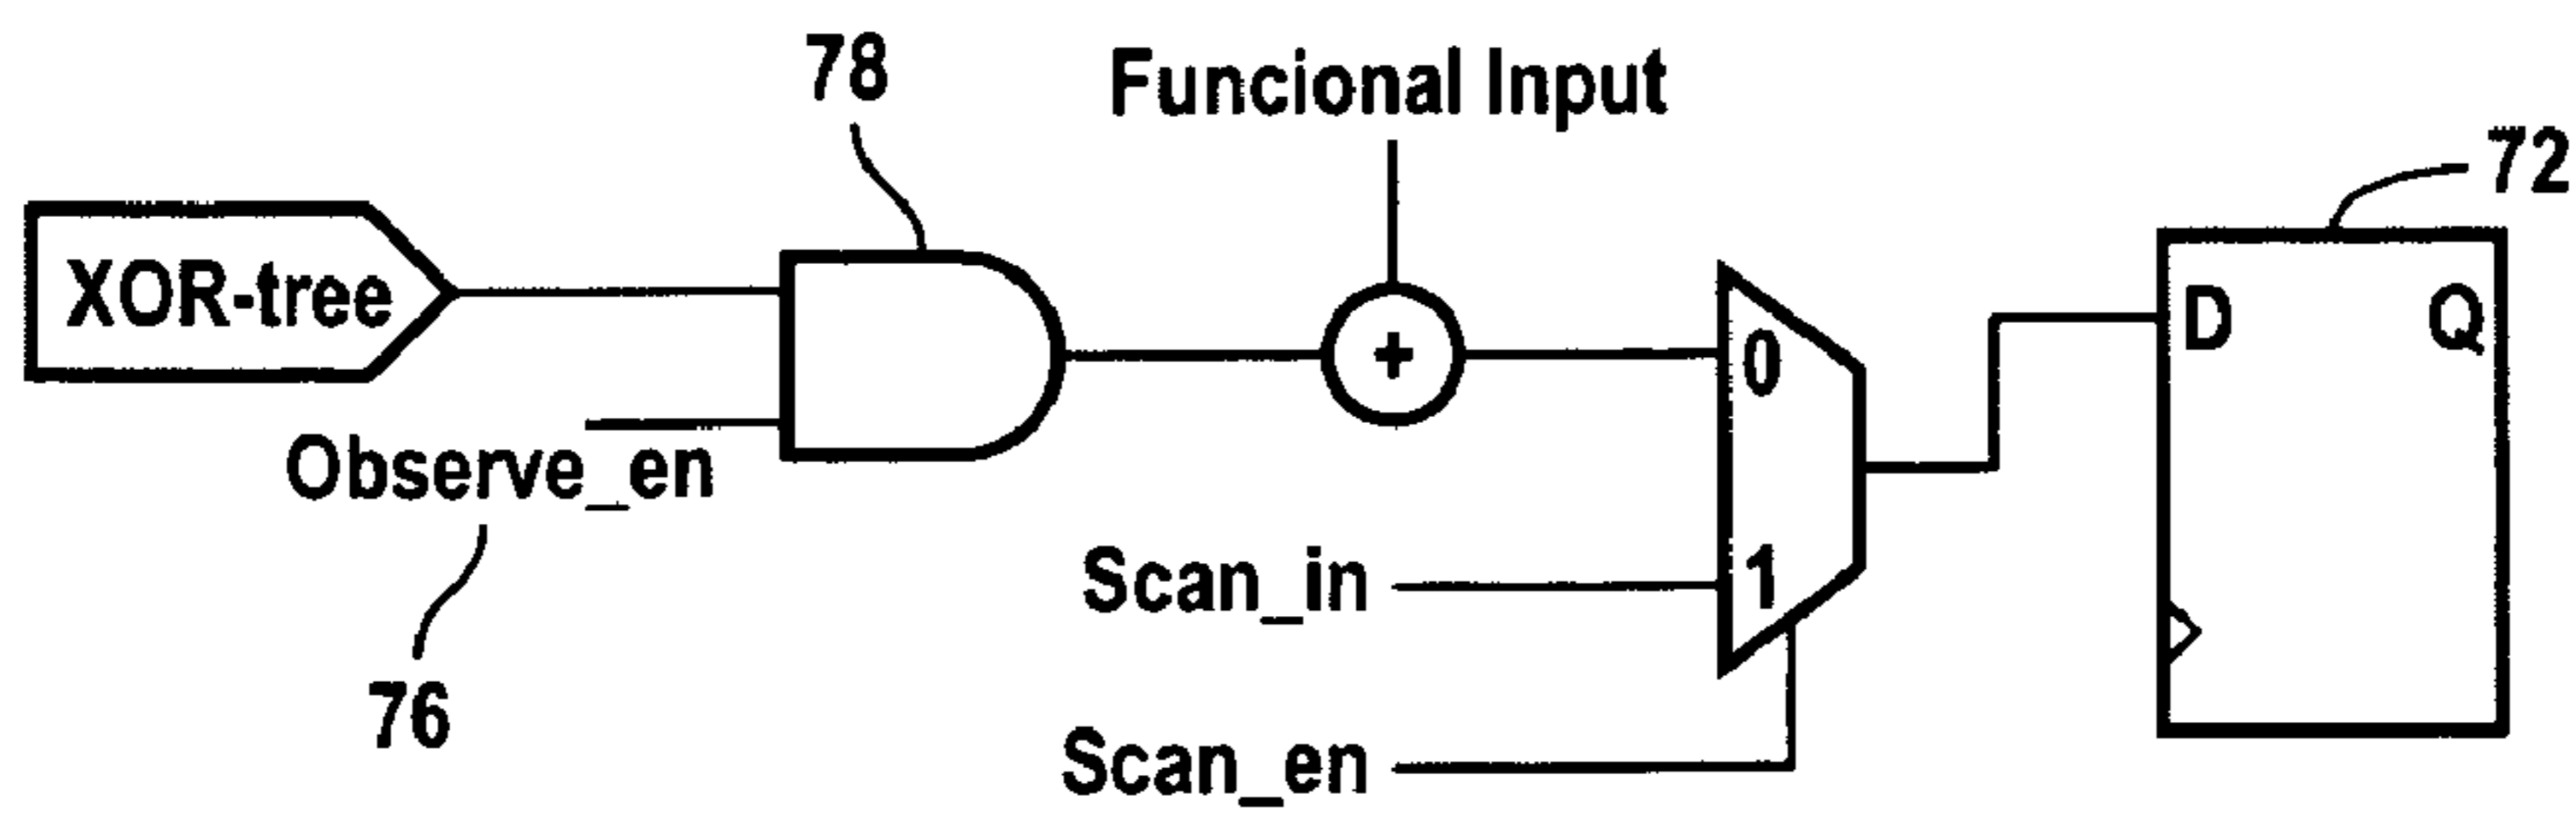 78
Funcional Input
72
XOR-tree
D
Q
0
+
Observe_en
Scan_in
1
76
Scan_en